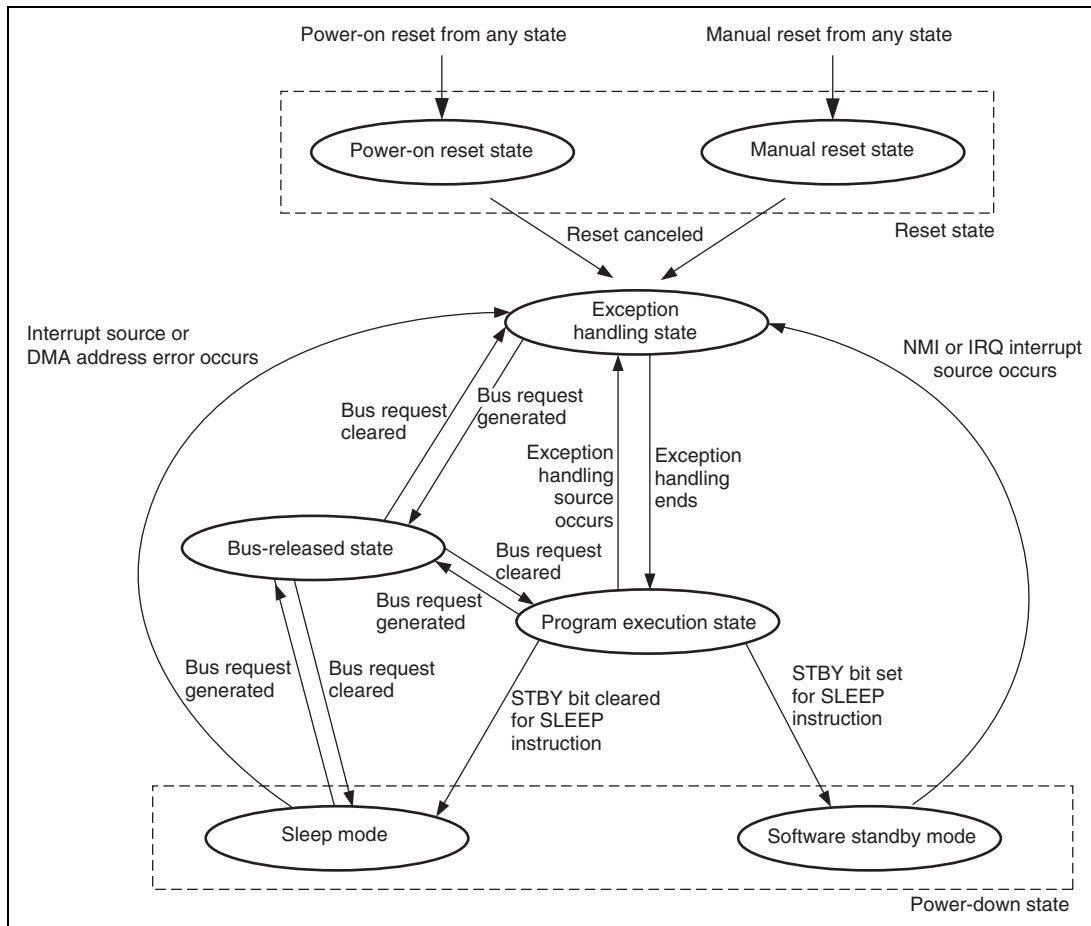 Power-on reset from any state
Manual reset from any state
Power-on reset state
Manual reset state
Reset canceled
Reset state
Exception
handling state
Interrupt source or
DMA address error occurs
NMI or IRQ interrupt
source occurs
Bus request
cleared
Bus request
generated
Exception
handling
source
occurs
Exception
handling
ends
Bus-released state
Bus request
cleared
Bus request
generated
Program execution state
Bus request
generated
Bus request
cleared
STBY bit cleared
for SLEEP
instruction
STBY bit set
for SLEEP
instruction
Sleep mode
Software standby mode
Power-down state